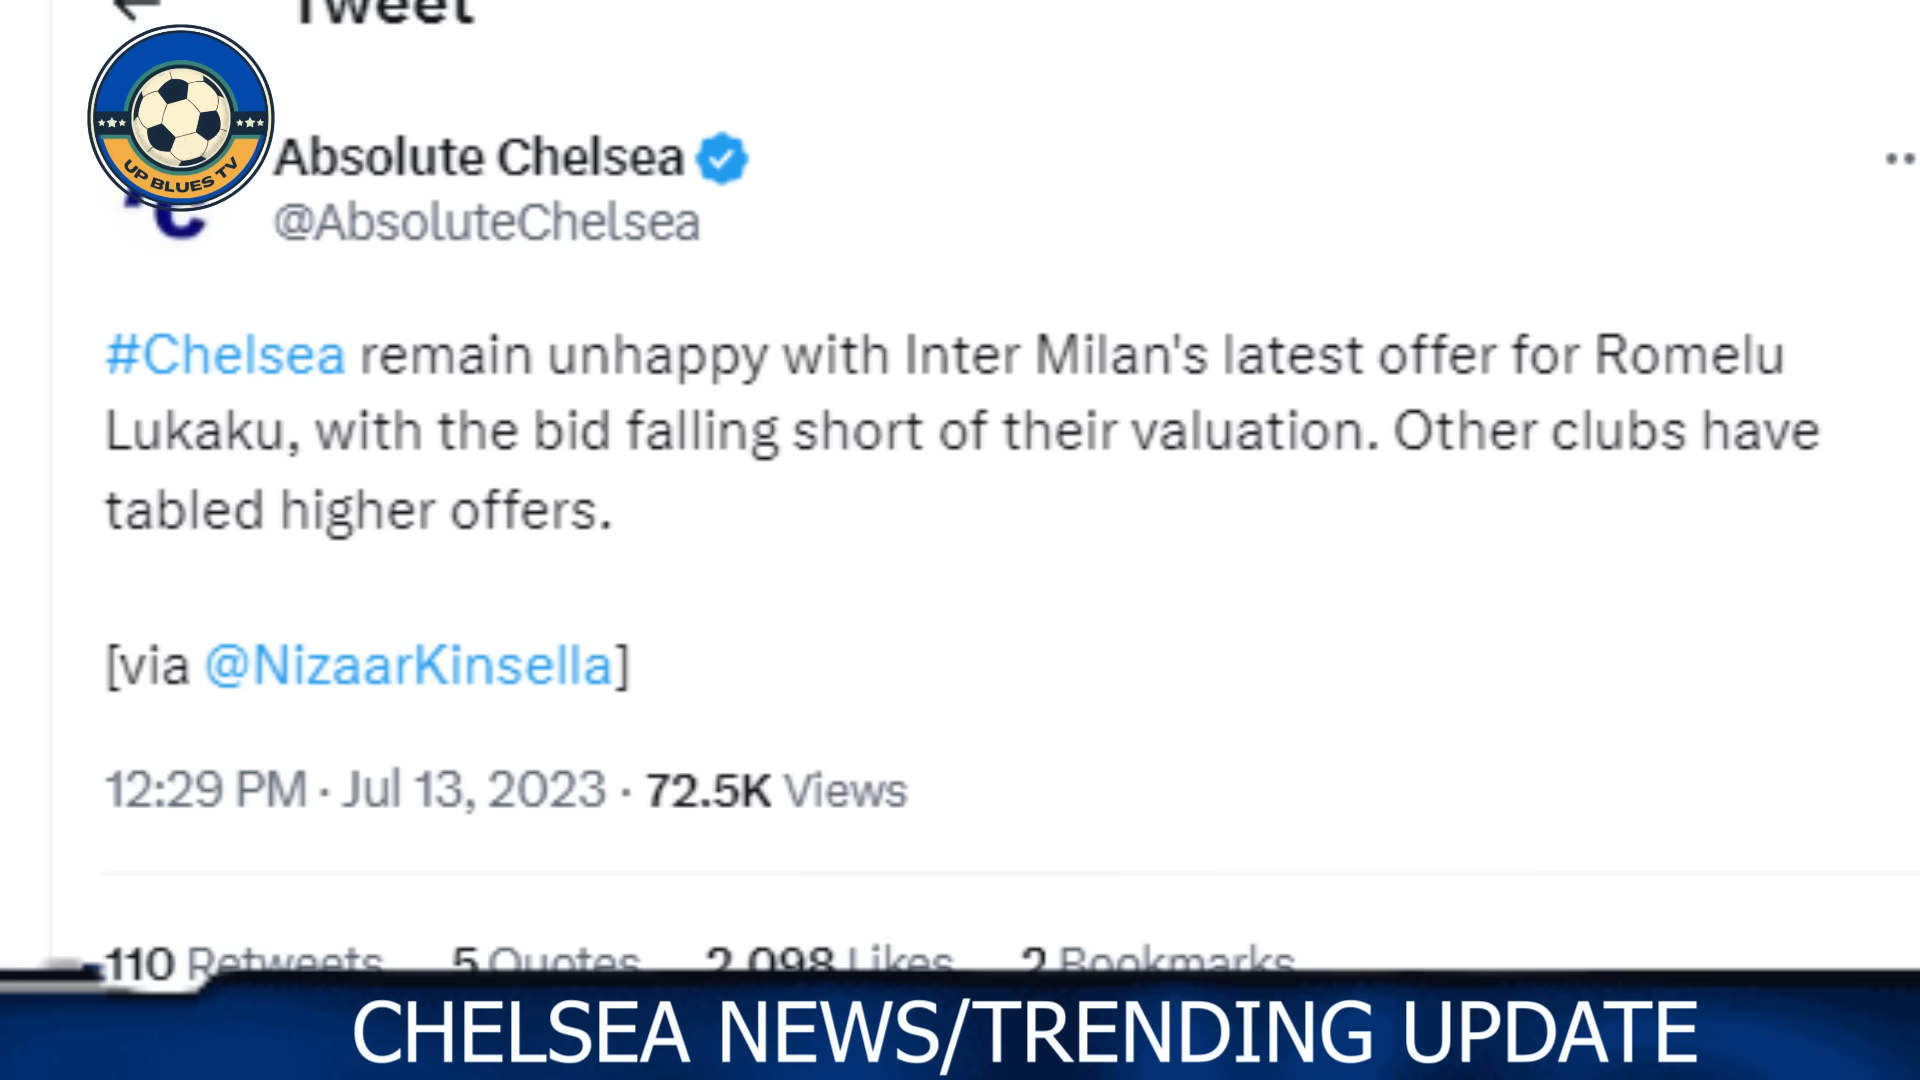 Tweet
UP BLUES TV
Absolute Chelsea
@AbsoluteChelsea
#Chelsea remain unhappy with Inter Milan's latest offer for Romelu
Lukaku, with the bid falling short of their valuation. Other clubs have
tabled higher offers.
[via @NizaarKinsella]
12:29 PM · Jul 13, 2023 · 72.5K Views
110 Retweets 5 Quotes 2,098 Likes 2 Bookmarks
CHELSEA NEWS/TRENDING UPDATE